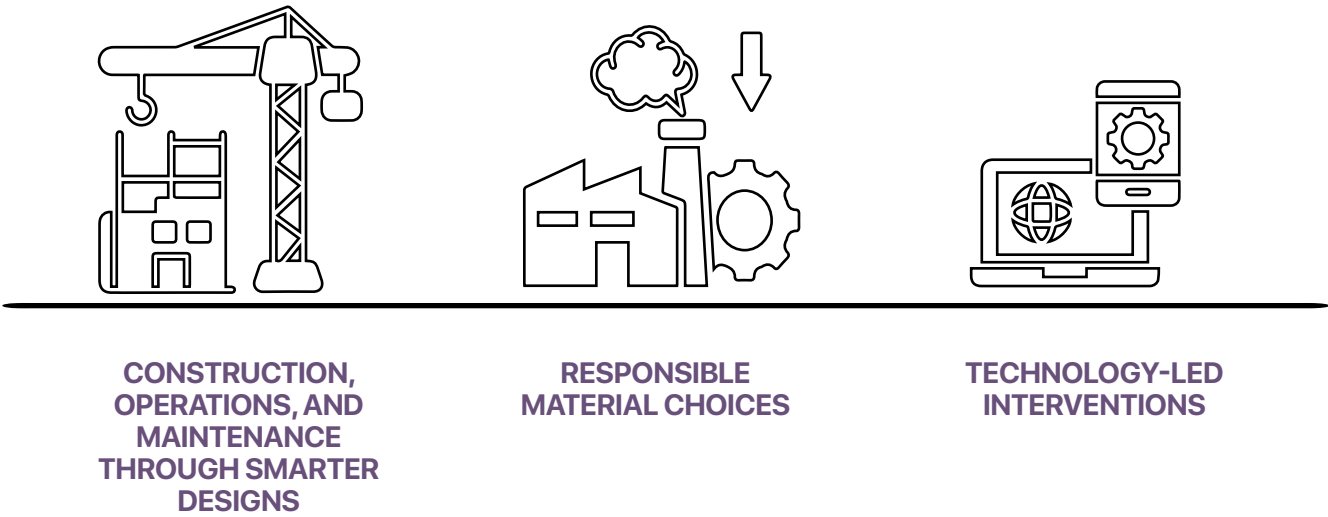 CONSTRUCTION,
OPERATIONS, AND
MAINTENANCE
THROUGH SMARTER
DESIGNS
RESPONSIBLE
MATERIAL CHOICES
TECHNOLOGY-LED
INTERVENTIONS